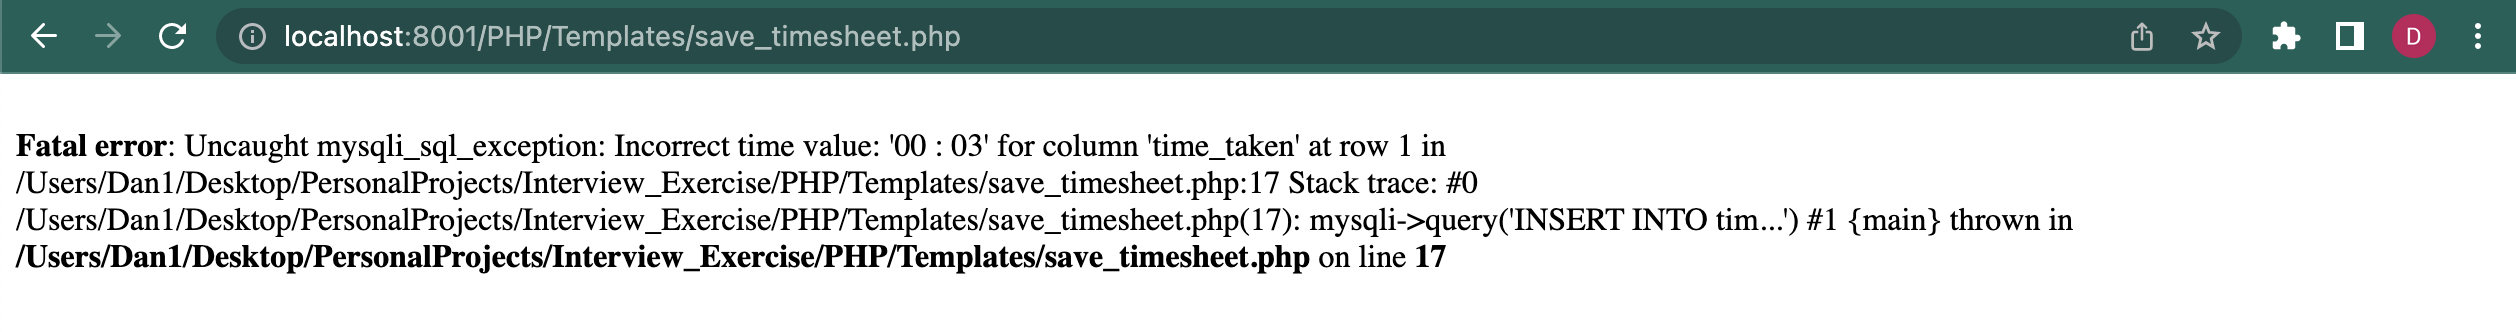 localhost:8001/PHP/Templates/save_timesheet.php
D
Fatal error: Uncaught mysqli_sql_exception: Incorrect time value: '00 : 03' for column 'time_taken' at row 1 in
/Users/Dan1/Desktop/PersonalProjects/Interview_Exercise/PHP/Templates/save_timesheet.php:17 Stack trace: #0
/Users/Dan1/Desktop/PersonalProjects/Interview_Exercise/PHP/Templates/save_timesheet.php(17): mysqli->query('INSERT INTO tim...') #1 {main} thrown in
/Users/Dan1/Desktop/PersonalProjects/Interview_Exercise/PHP/Templates/save_timesheet.php on line 17